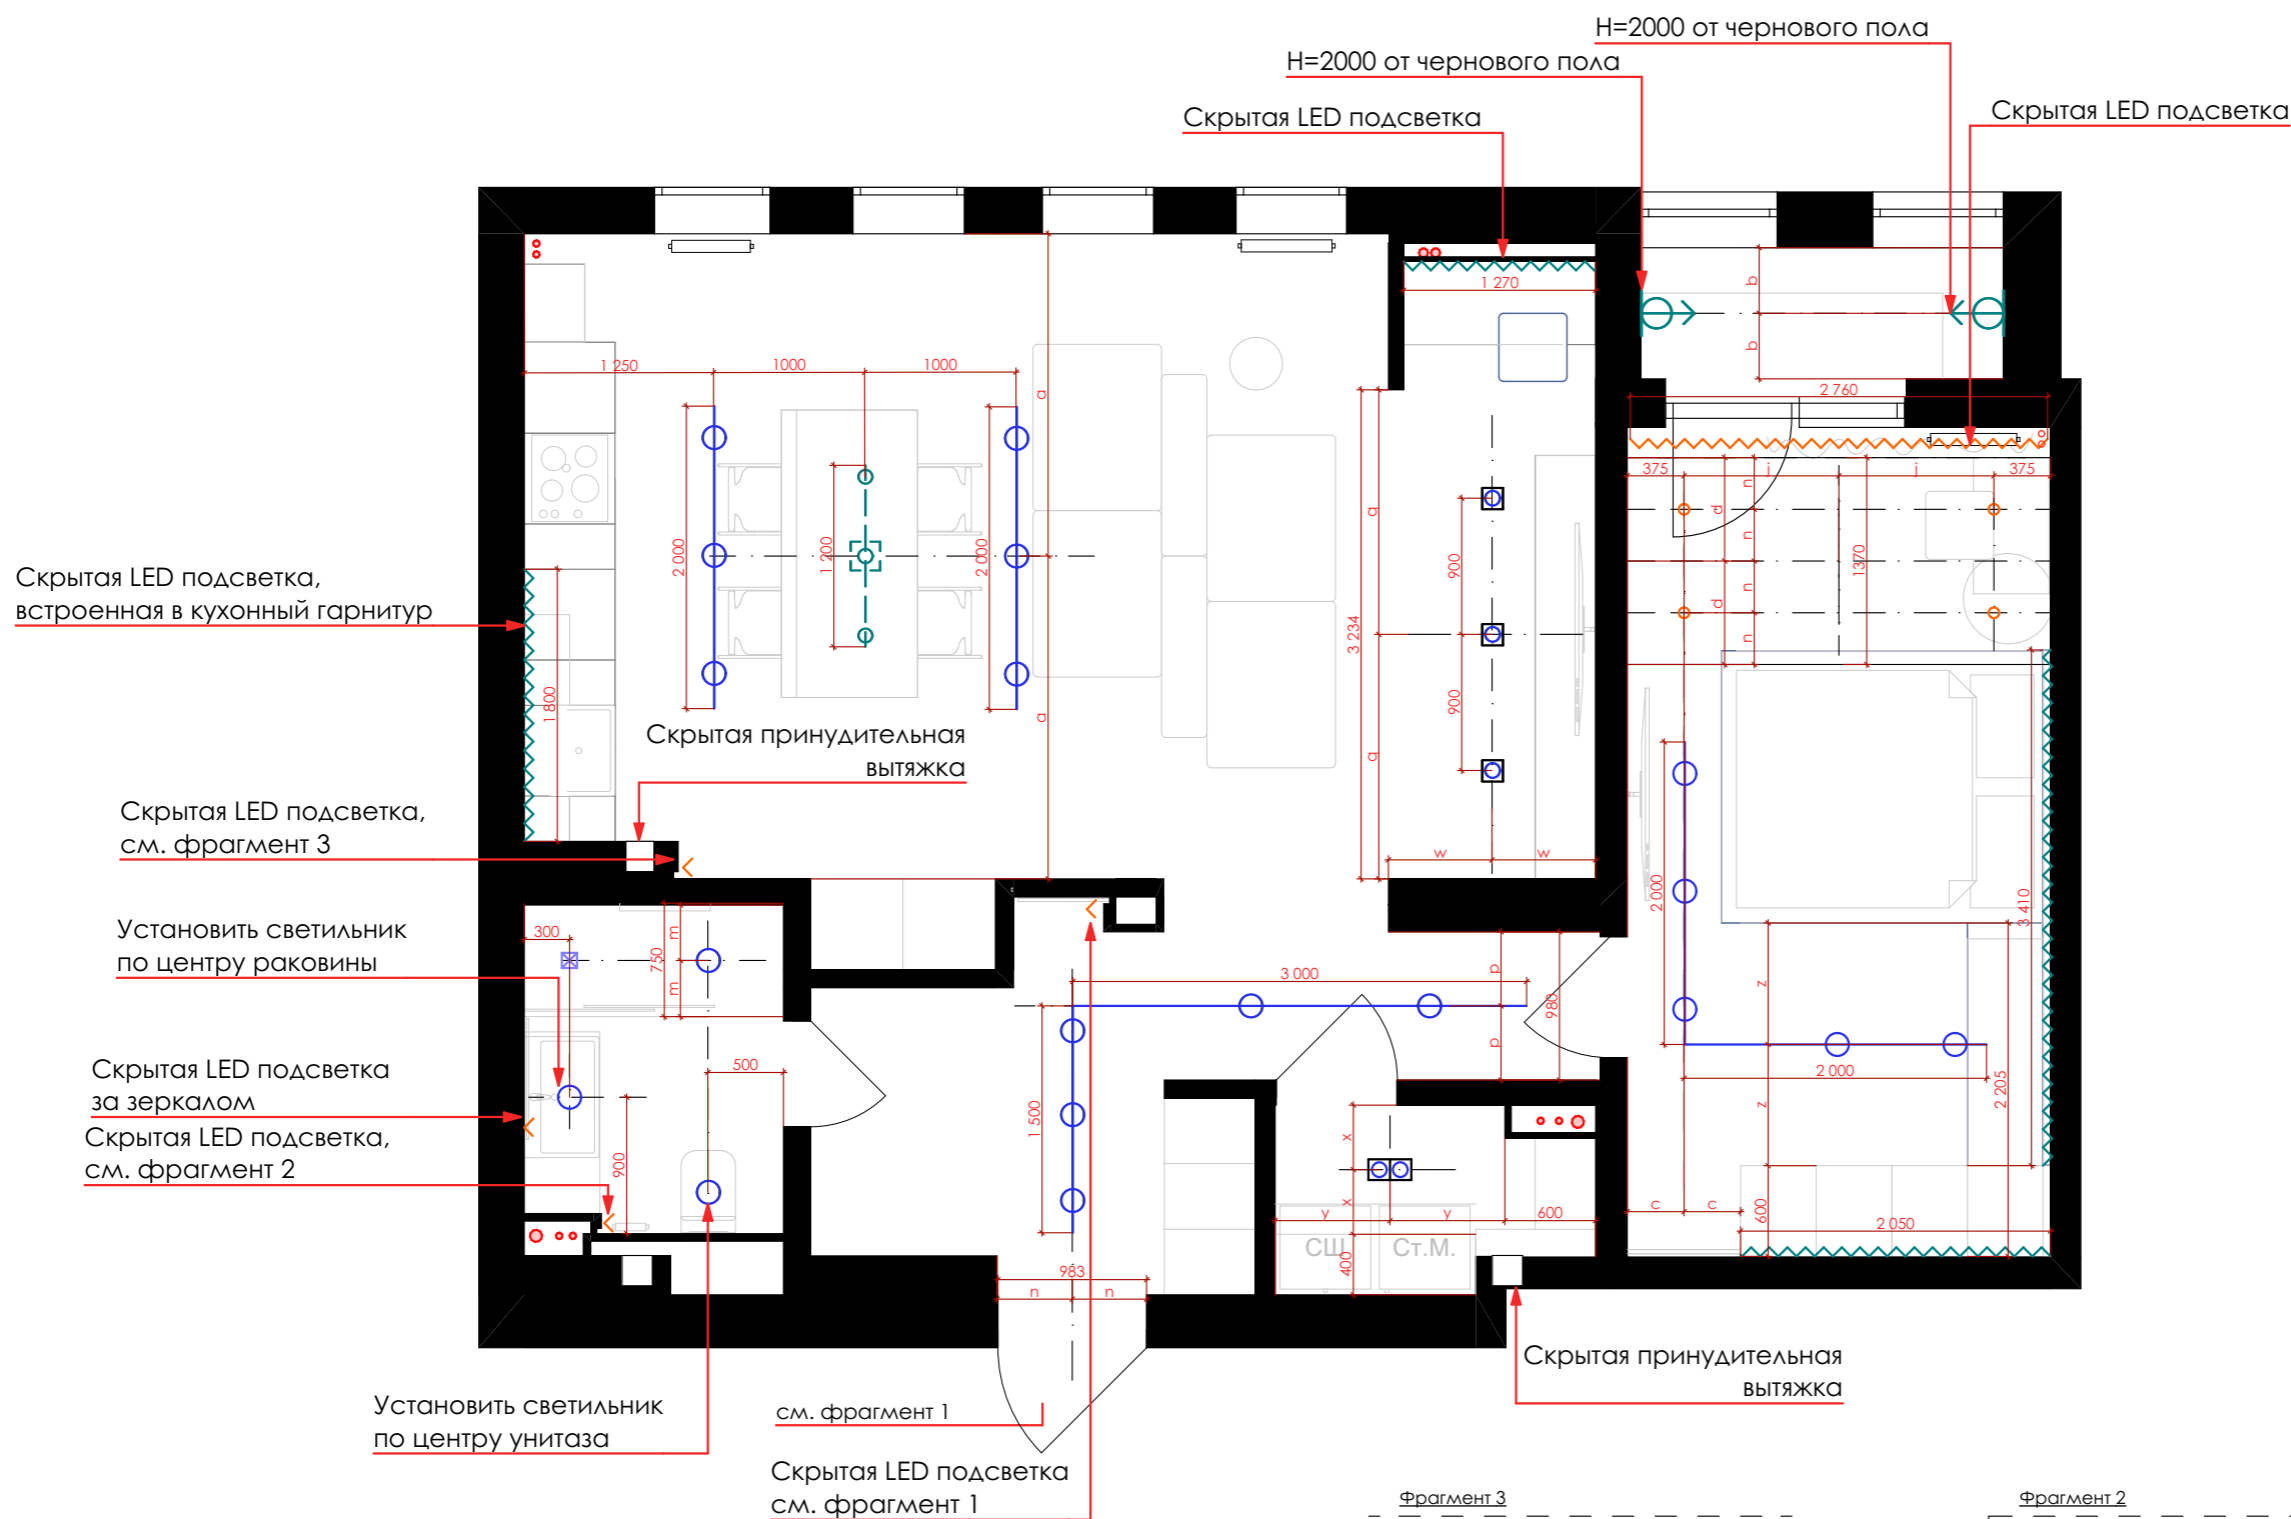 H=2000 от чернового пола
H=2000 от чернового пола
Скрытая LED подсветка
Скрытая LED подсветка
1 270
b
b
2 760
1 250
1000
1000
a
375
j
j
375
n
d
n
1370
n
d
n
2 000
1 200
2 000
a
900
3 234
900
a
a
Скрытая LED подсветка,
встроенная в кухонный гарнитур
1 800
Скрытая принудительная
вытяжка
Скрытая LED подсветка,
см. фрагмент 3
w
w
2 000
3 410
Установить светильник
по центру раковины
300
750
m
m
3 000
p
980
p
z
z
2 000
2 205
Скрытая LED подсветка
за зеркалом
500
1 500
Скрытая LED подсветка,
см. фрагмент 2
900
x
x
y
y
600
400
СШ
Ст.М.
c
c
600
2 050
983
n
n
Скрытая принудительная
вытяжка
Установить светильник
по центру унитаза
см. фрагмент 1
Скрытая LED подсветка
см. фрагмент 1
Фрагмент 3
Фрагмент 2